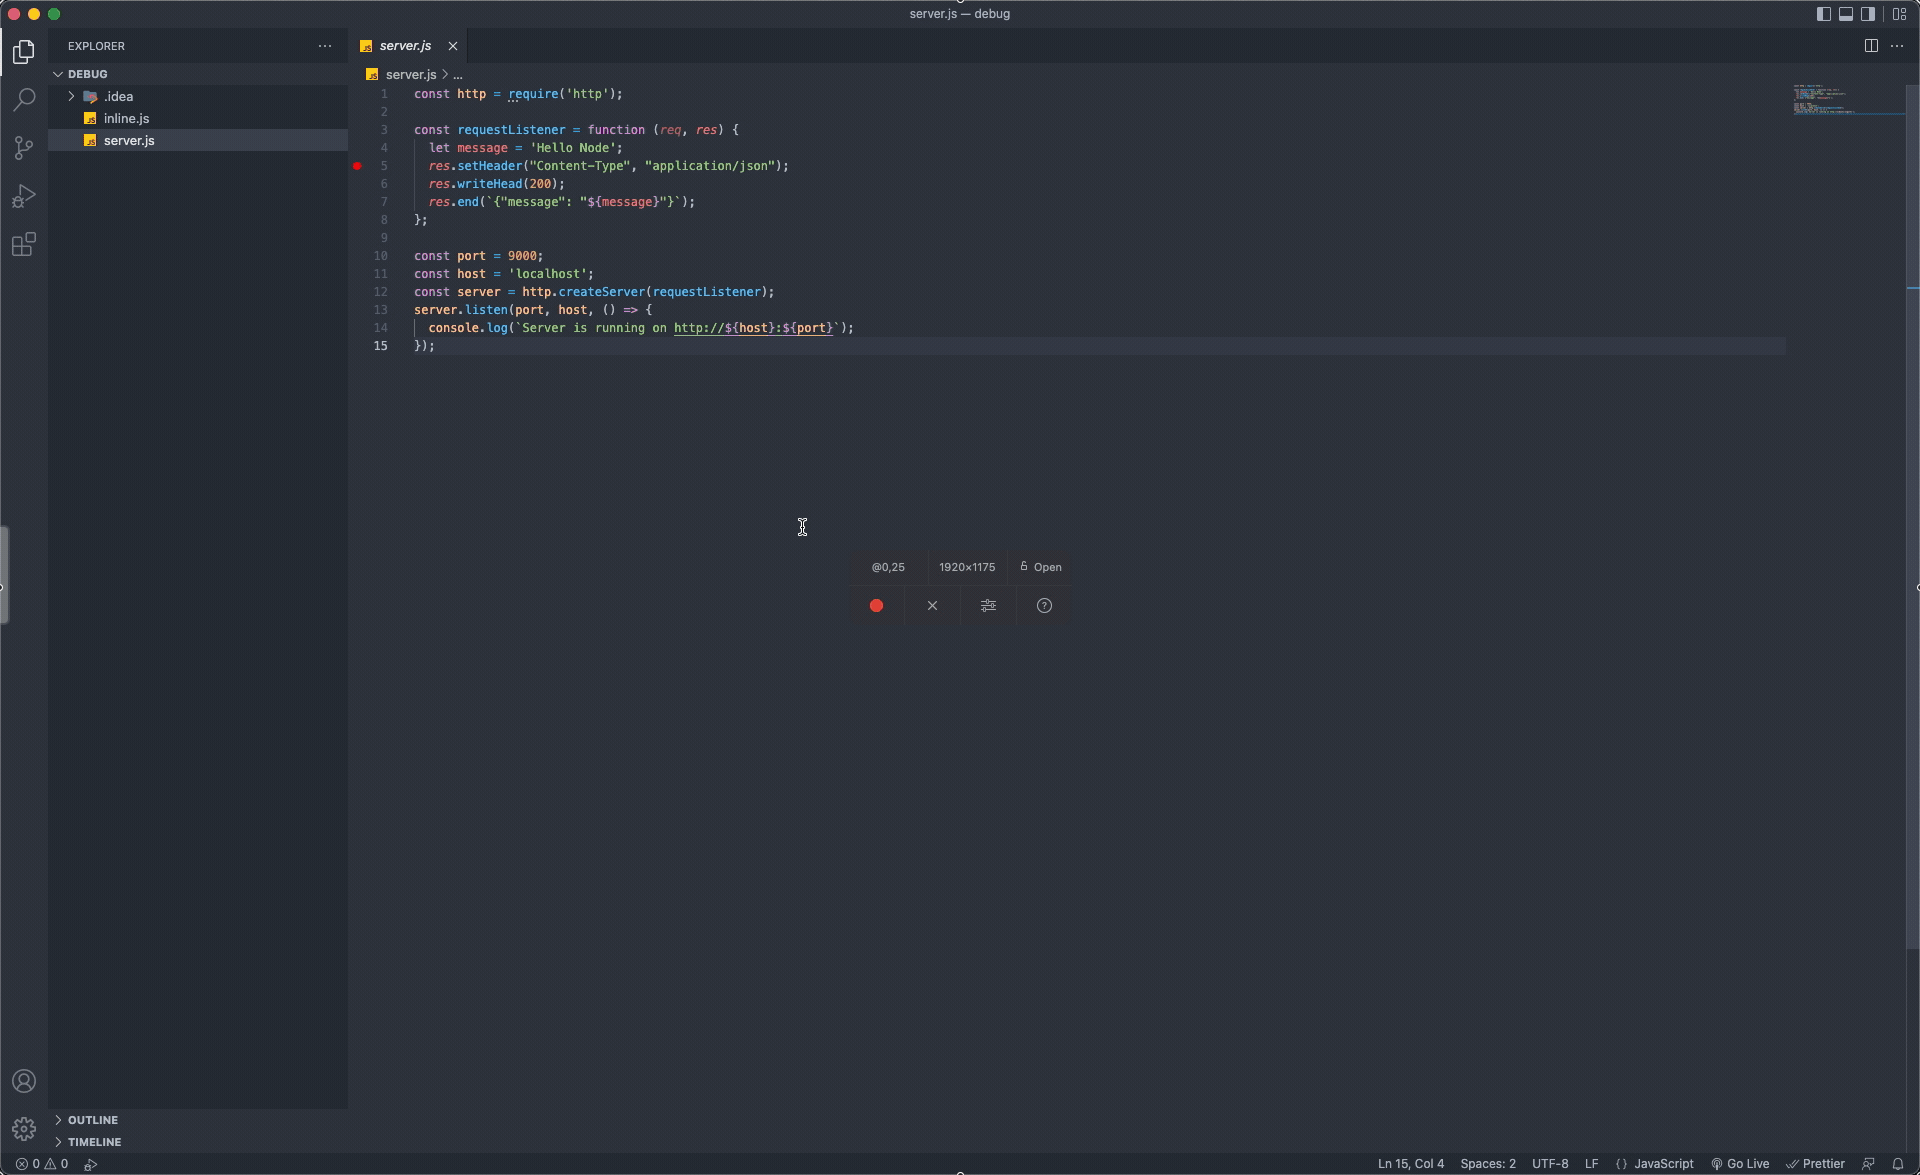 server.js — debug
EXPLORER
server.js
DEBUG
.idea
inline.js
server.js
server.js > ...
1 const http = require('http');
2
3 const requestListener = function (req, res) {
4   let message = 'Hello Node';
5   res.setHeader("Content-Type", "application/json");
6   res.writeHead(200);
7   res.end(`{"message": "${message}"}`);
8 };
9
10 const port = 9000;
11 const host = 'localhost';
12 const server = http.createServer(requestListener);
13 server.listen(port, host, () => {
14   console.log(`Server is running on http://${host}:${port}`);
15 });
@0,25 1920×1175 Open
OUTLINE
TIMELINE
0 0 Ln 15, Col 4 Spaces: 2 UTF-8 LF {} JavaScript Go Live Prettier